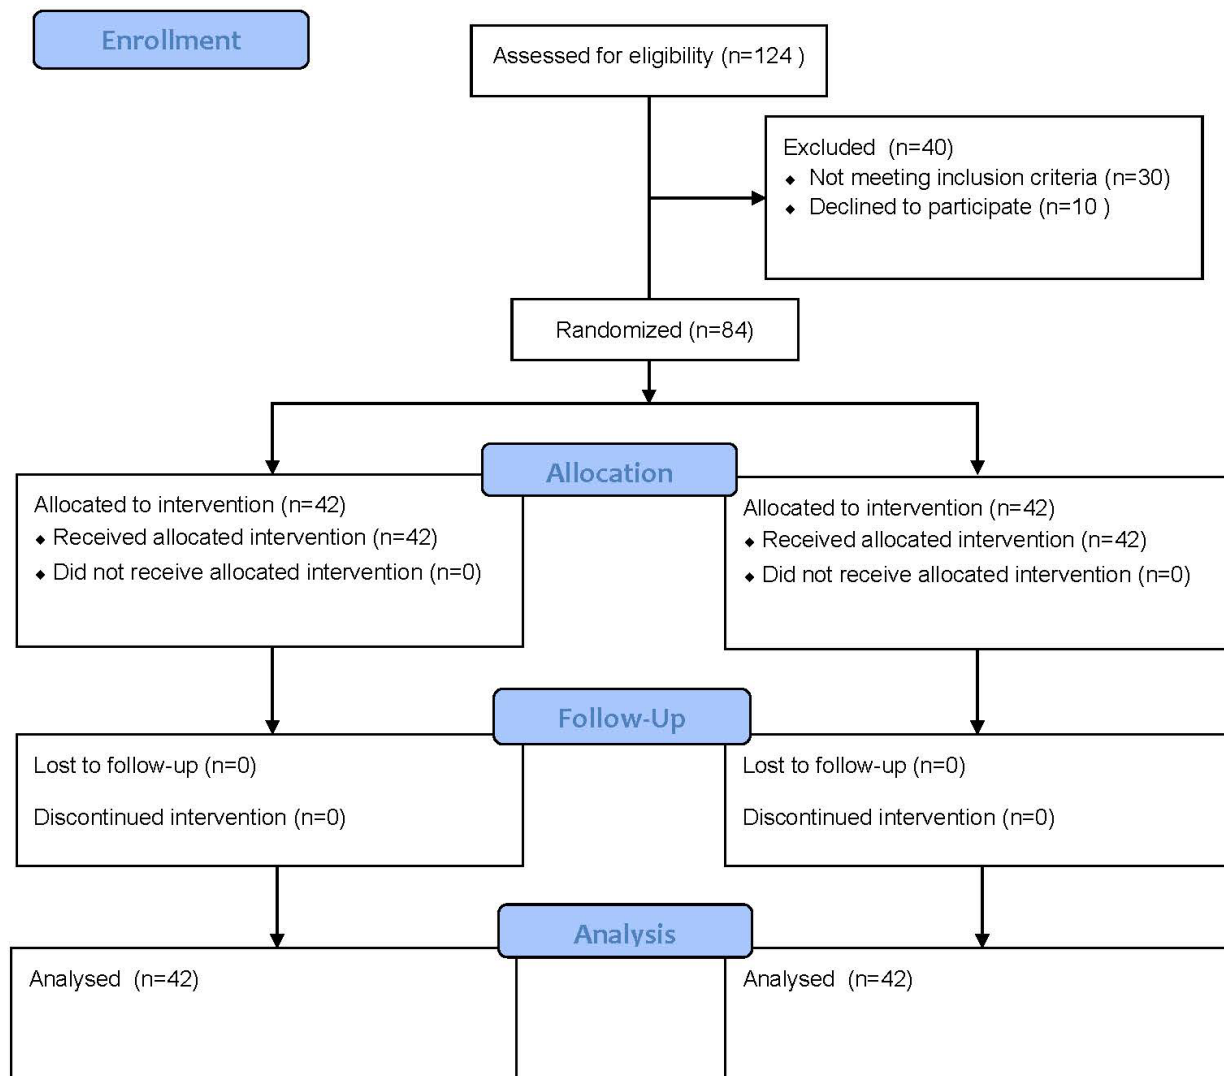 Enrollment
Assessed for eligibility (n=124 )
Excluded (n=40)
⬥ Not meeting inclusion criteria (n=30)
⬥ Declined to participate (n=10 )
Randomized (n=84)
Allocation
Allocated to intervention (n=42)
⬥ Received allocated intervention (n=42)
⬥ Did not receive allocated intervention (n=0)
Allocated to intervention (n=42)
⬥ Received allocated intervention (n=42)
⬥ Did not receive allocated intervention (n=0)
Follow-Up
Lost to follow-up (n=0)
Discontinued intervention (n=0)
Lost to follow-up (n=0)
Discontinued intervention (n=0)
Analysis
Analysed (n=42)
Analysed (n=42)